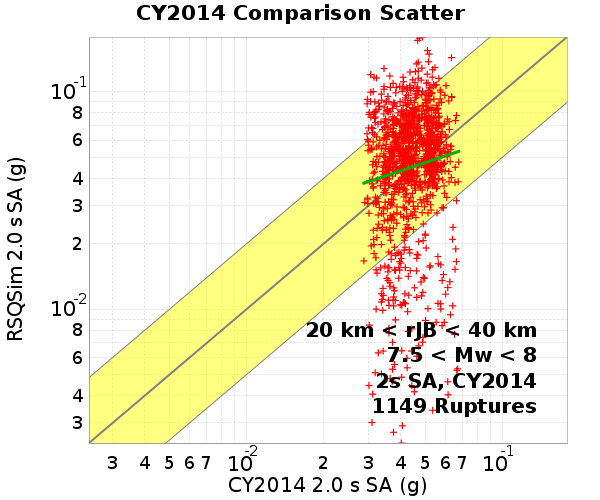 CY2014 Comparison Scatter
RSQSim 2.0 s SA (g)
10^-1
8
6
4
3
2
10^-2
8
6
4
3
20 km < rJB < 40 km
7.5 < Mw < 8
2s SA, CY2014
1149 Ruptures
3 4 5 6 7 10^-2 2 3 4 5 6 7 10^-1
CY2014 2.0 s SA (g)